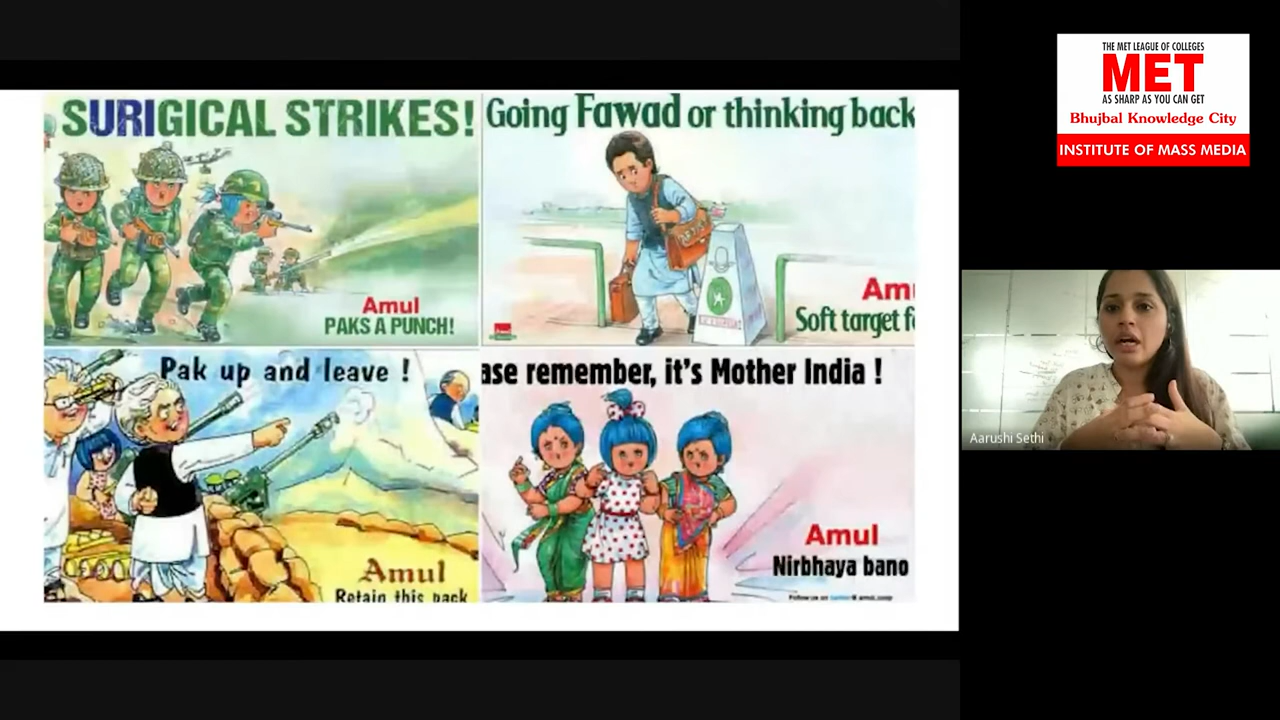 SURIGICAL STRIKES!
Amul
PAKS A PUNCH!
Going Fawad or thinking back
Am
Soft target f
Pak up and leave !
Amul
Retain this pack
ase remember, it's Mother India !
Amul
Nirbhaya bano
THE MET LEAGUE OF COLLEGES
MET
AS SHARP AS YOU CAN GET
Bhujbal Knowledge City
INSTITUTE OF MASS MEDIA
Aarushi Sethi